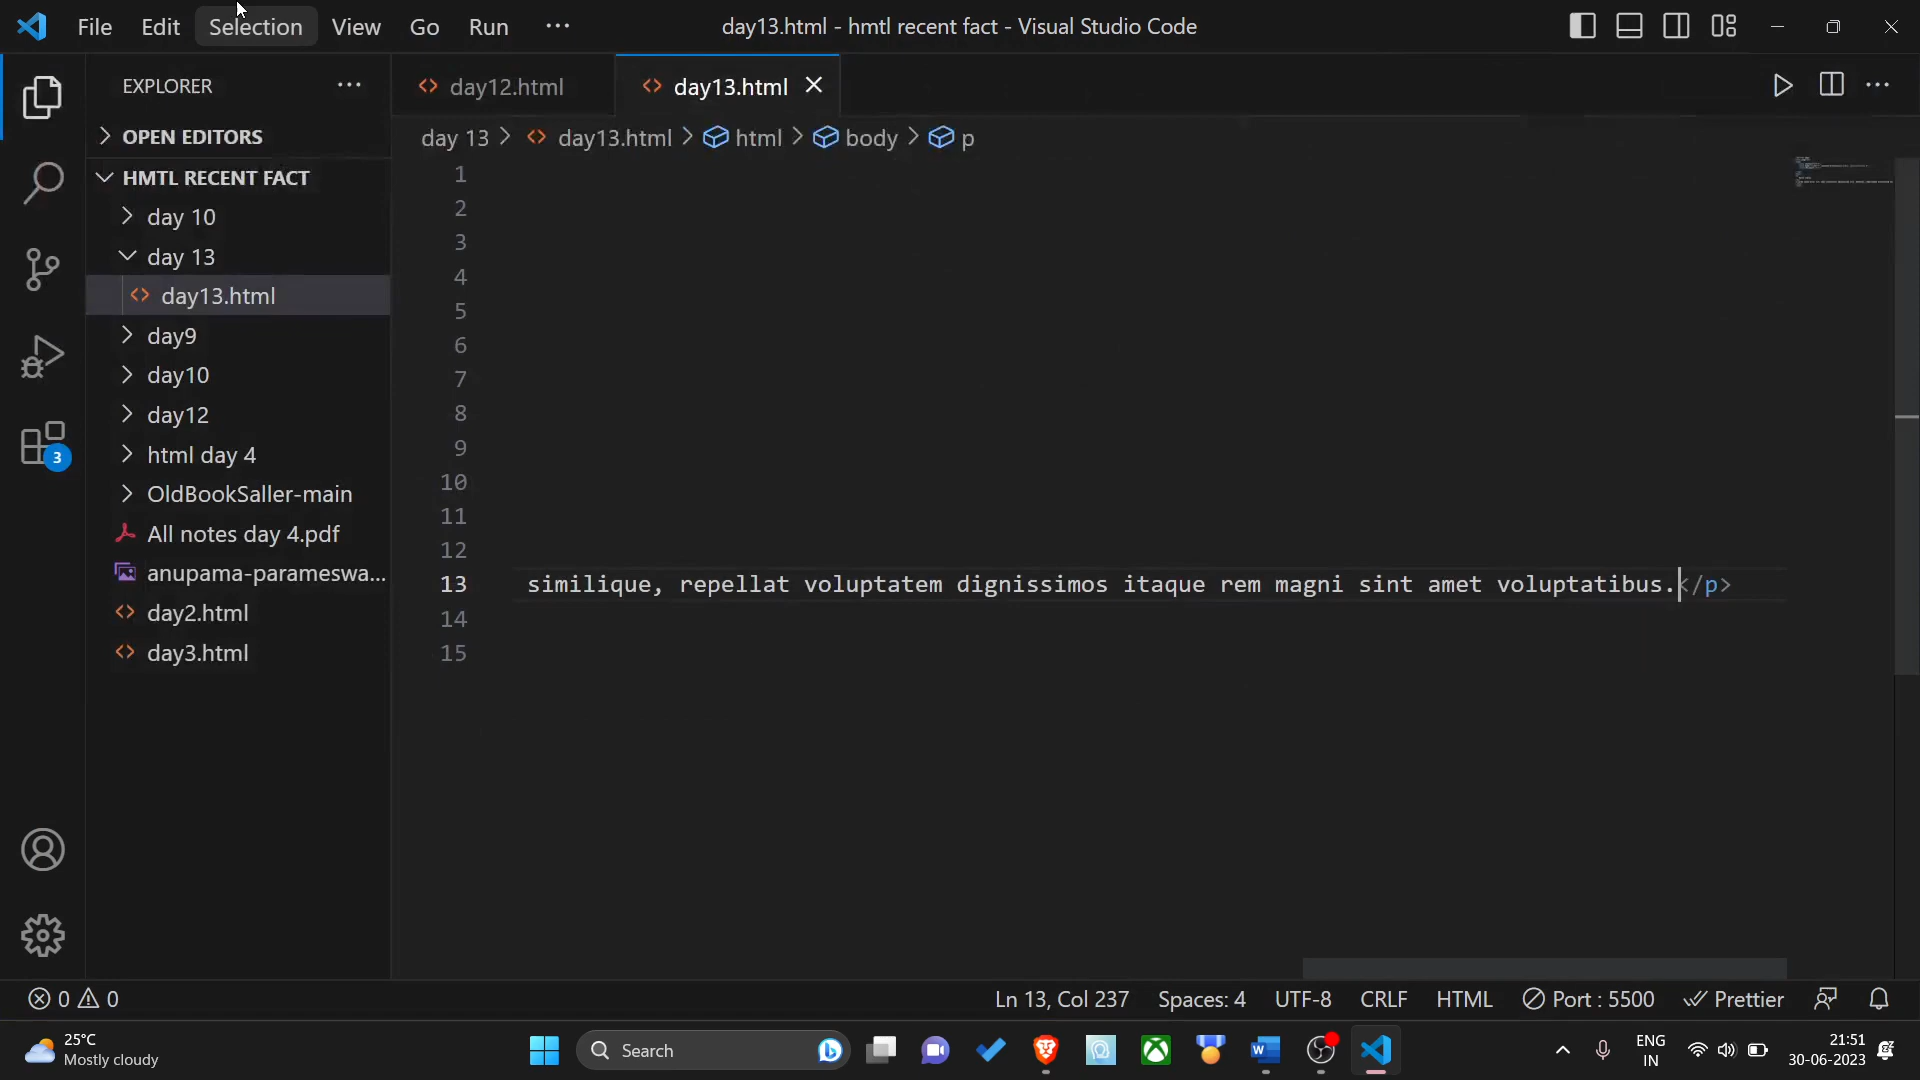 File Edit Selection View Go Run ···
day13.html - hmtl recent fact - Visual Studio Code
EXPLORER ···
OPEN EDITORS
HMTL RECENT FACT
day 10
day 13
day13.html
day9
day10
day12
html day 4
OldBookSaller-main
All notes day 4.pdf
anupama-parameswa...
day2.html
day3.html
3
day12.html
day13.html
day 13 > day13.html > html > body > p
1
2
3
4
5
6
7
8
9
10
11
12
13 similique, repellat voluptatem dignissimos itaque rem magni sint amet voluptatibus.</p>
14
15
0 0
Ln 13, Col 237 Spaces: 4 UTF-8 CRLF HTML Port : 5500 Prettier
25°C
Mostly cloudy
Search
ENG
IN
21:51
30-06-2023